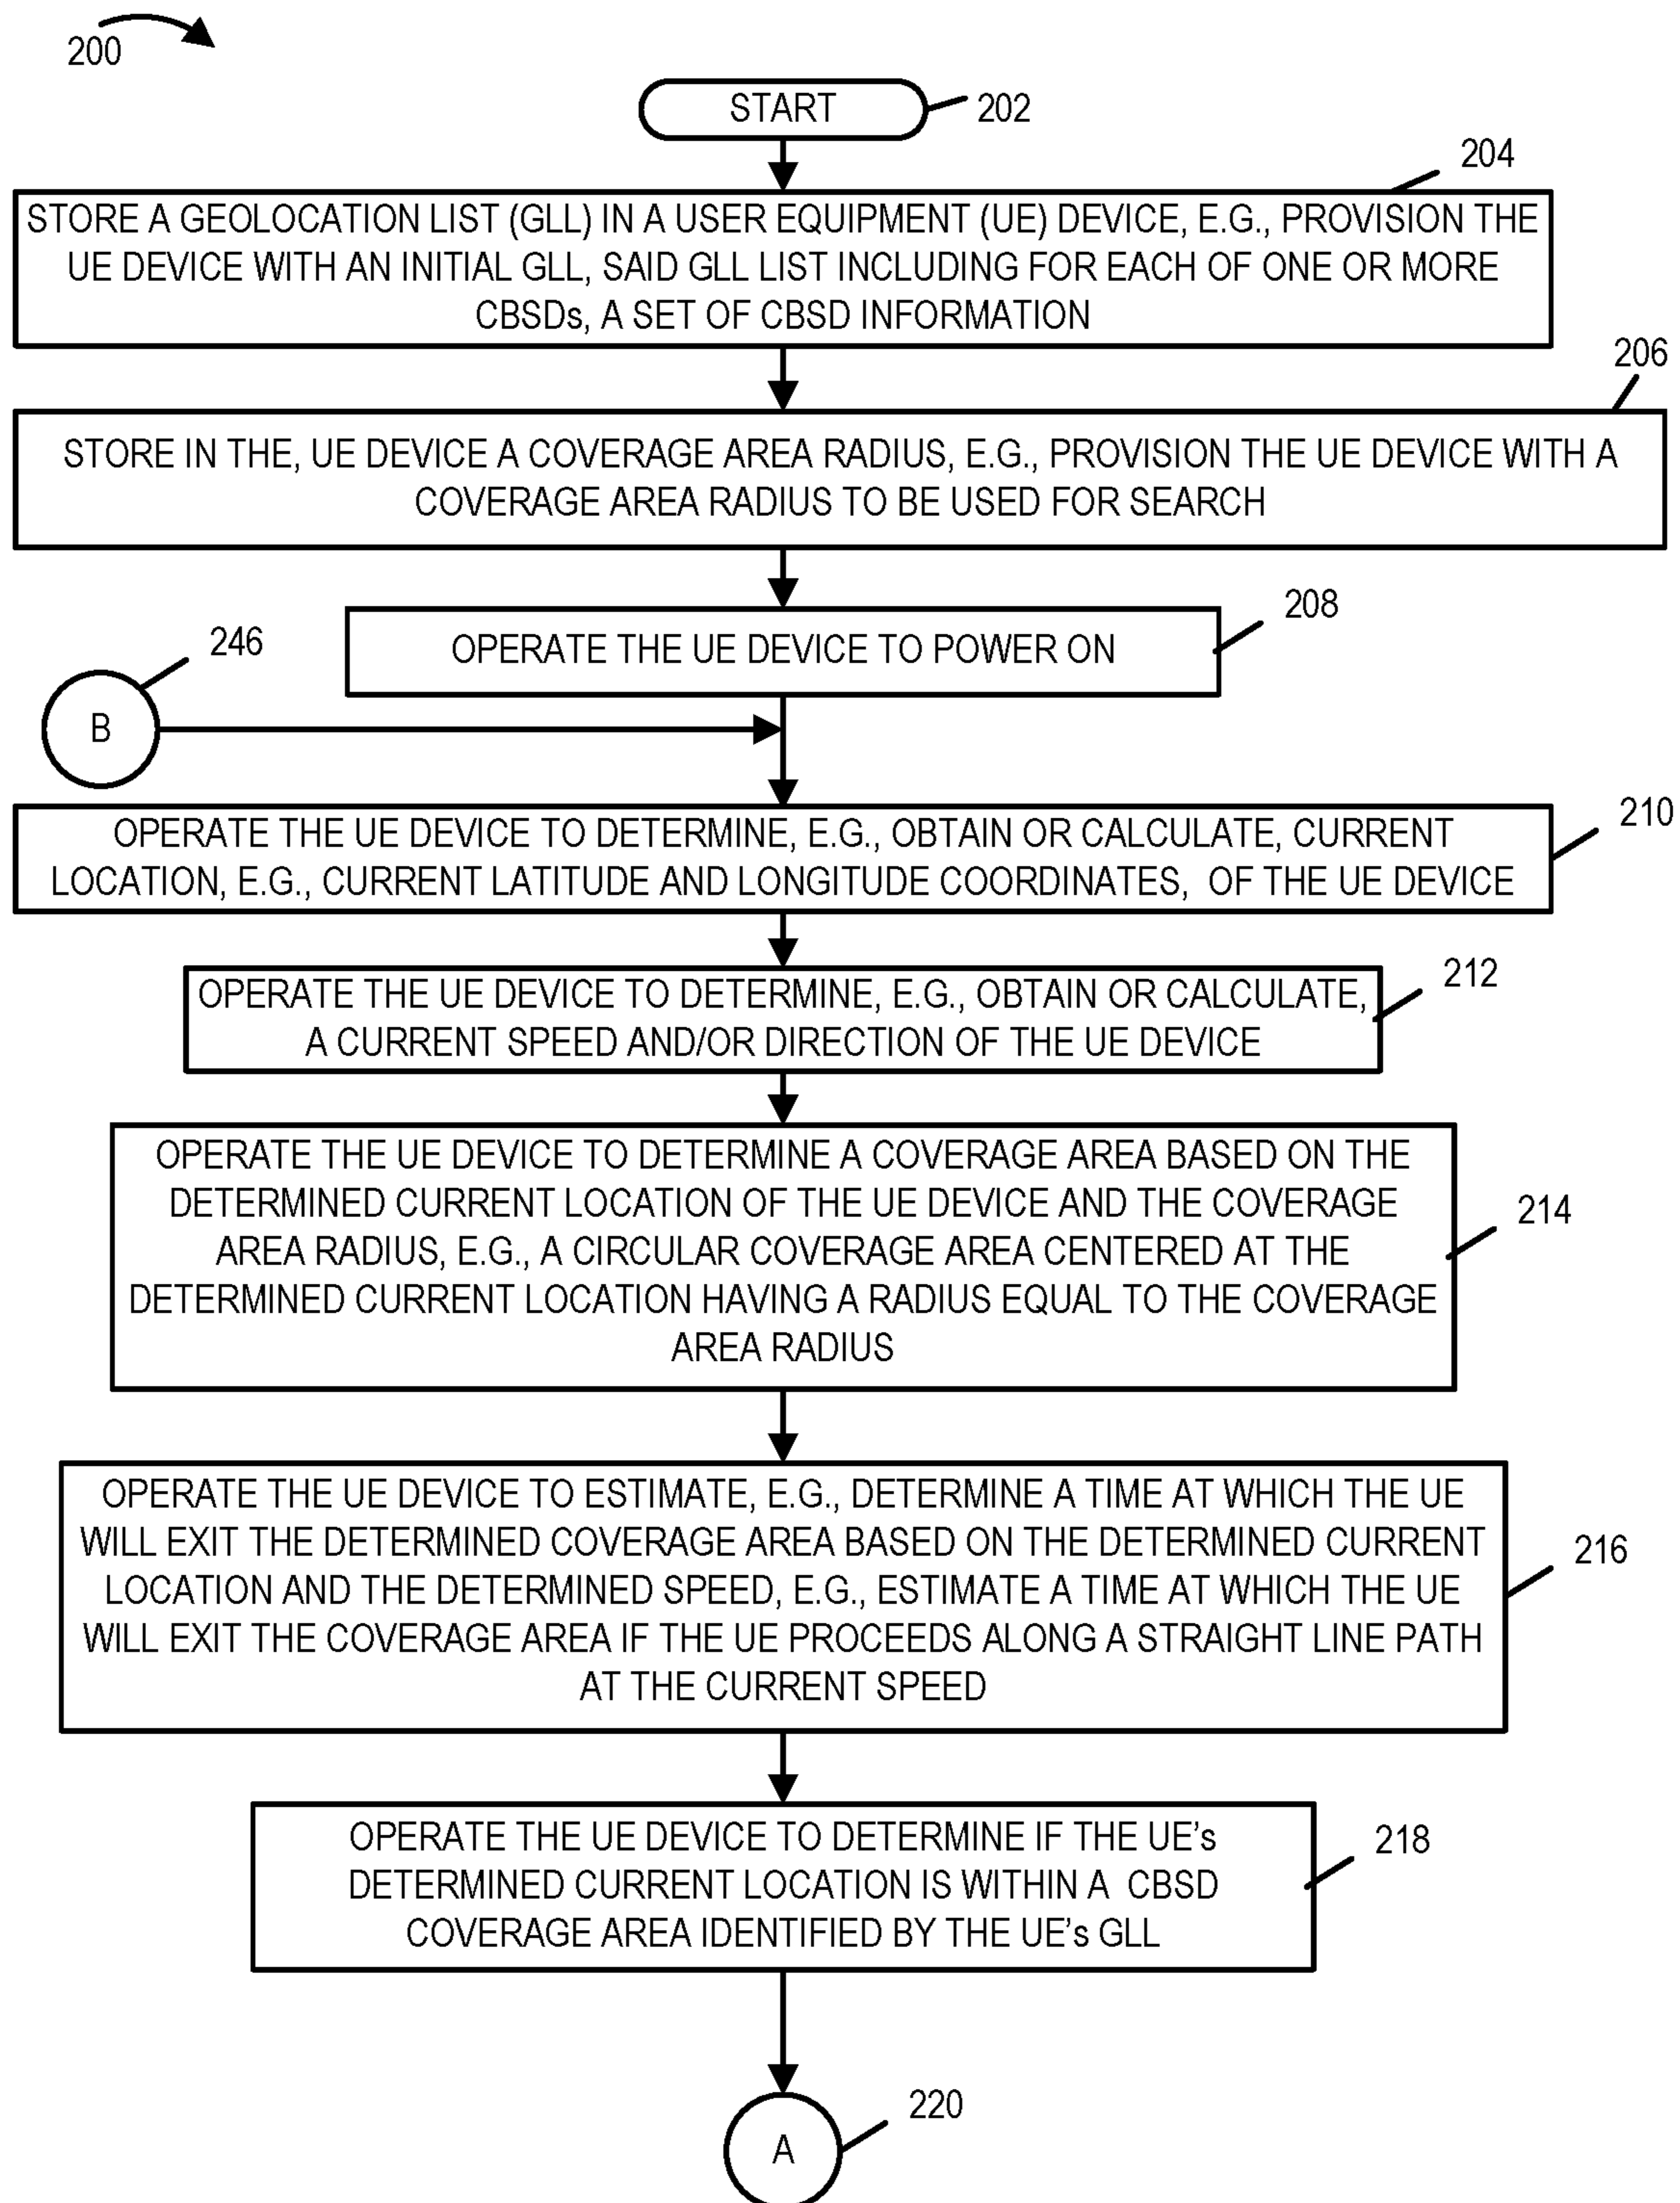 200
START
202
204
STORE A GEOLOCATION LIST (GLL) IN A USER EQUIPMENT (UE) DEVICE, E.G., PROVISION THE
UE DEVICE WITH AN INITIAL GLL, SAID GLL LIST INCLUDING FOR EACH OF ONE OR MORE
CBSDs, A SET OF CBSD INFORMATION
206
STORE IN THE, UE DEVICE A COVERAGE AREA RADIUS, E.G., PROVISION THE UE DEVICE WITH A
COVERAGE AREA RADIUS TO BE USED FOR SEARCH
208
OPERATE THE UE DEVICE TO POWER ON
246
B
210
OPERATE THE UE DEVICE TO DETERMINE, E.G., OBTAIN OR CALCULATE, CURRENT
LOCATION, E.G., CURRENT LATITUDE AND LONGITUDE COORDINATES, OF THE UE DEVICE
212
OPERATE THE UE DEVICE TO DETERMINE, E.G., OBTAIN OR CALCULATE,
A CURRENT SPEED AND/OR DIRECTION OF THE UE DEVICE
OPERATE THE UE DEVICE TO DETERMINE A COVERAGE AREA BASED ON THE
DETERMINED CURRENT LOCATION OF THE UE DEVICE AND THE COVERAGE
AREA RADIUS, E.G., A CIRCULAR COVERAGE AREA CENTERED AT THE
DETERMINED CURRENT LOCATION HAVING A RADIUS EQUAL TO THE COVERAGE
AREA RADIUS
214
OPERATE THE UE DEVICE TO ESTIMATE, E.G., DETERMINE A TIME AT WHICH THE UE
WILL EXIT THE DETERMINED COVERAGE AREA BASED ON THE DETERMINED CURRENT
LOCATION AND THE DETERMINED SPEED, E.G., ESTIMATE A TIME AT WHICH THE UE
WILL EXIT THE COVERAGE AREA IF THE UE PROCEEDS ALONG A STRAIGHT LINE PATH
AT THE CURRENT SPEED
216
OPERATE THE UE DEVICE TO DETERMINE IF THE UE's
DETERMINED CURRENT LOCATION IS WITHIN A CBSD
COVERAGE AREA IDENTIFIED BY THE UE's GLL
218
220
A